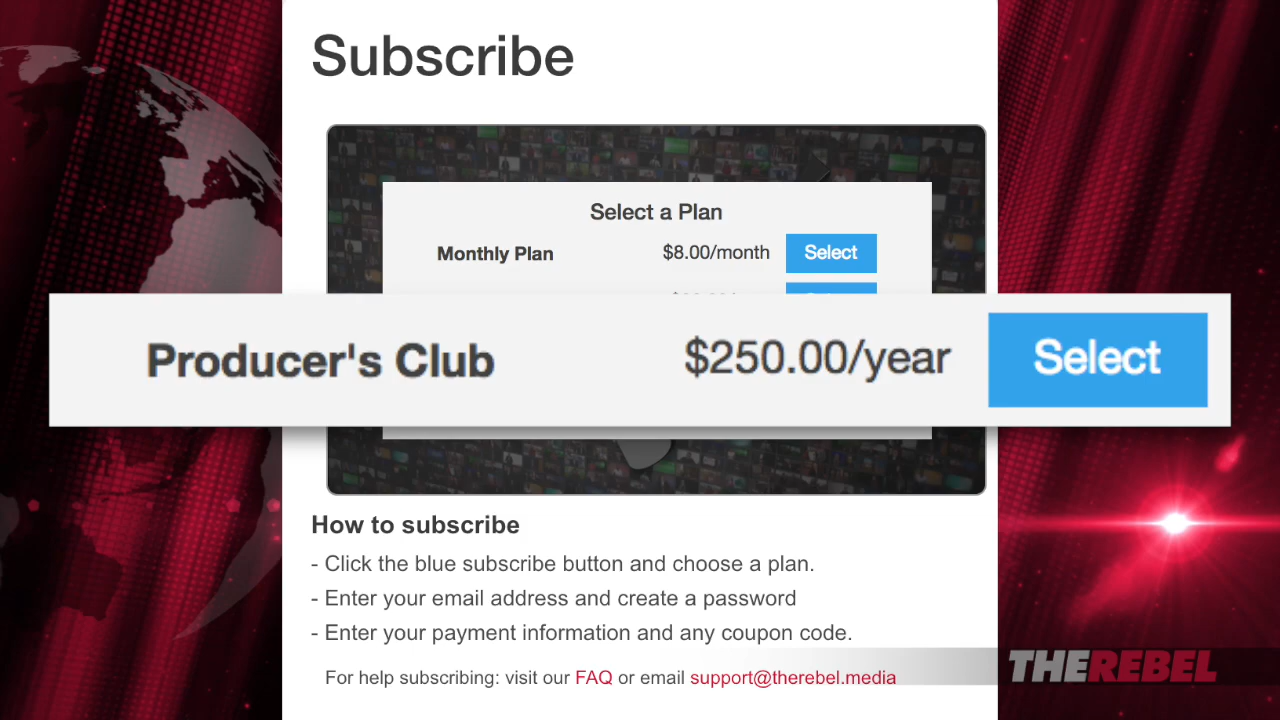 Subscribe
Select a Plan
Monthly Plan $8.00/month Select
Producer's Club $250.00/year Select
How to subscribe
- Click the blue subscribe button and choose a plan.
- Enter your email address and create a password
- Enter your payment information and any coupon code.
For help subscribing: visit our FAQ or email support@therebel.media
THEREBEL